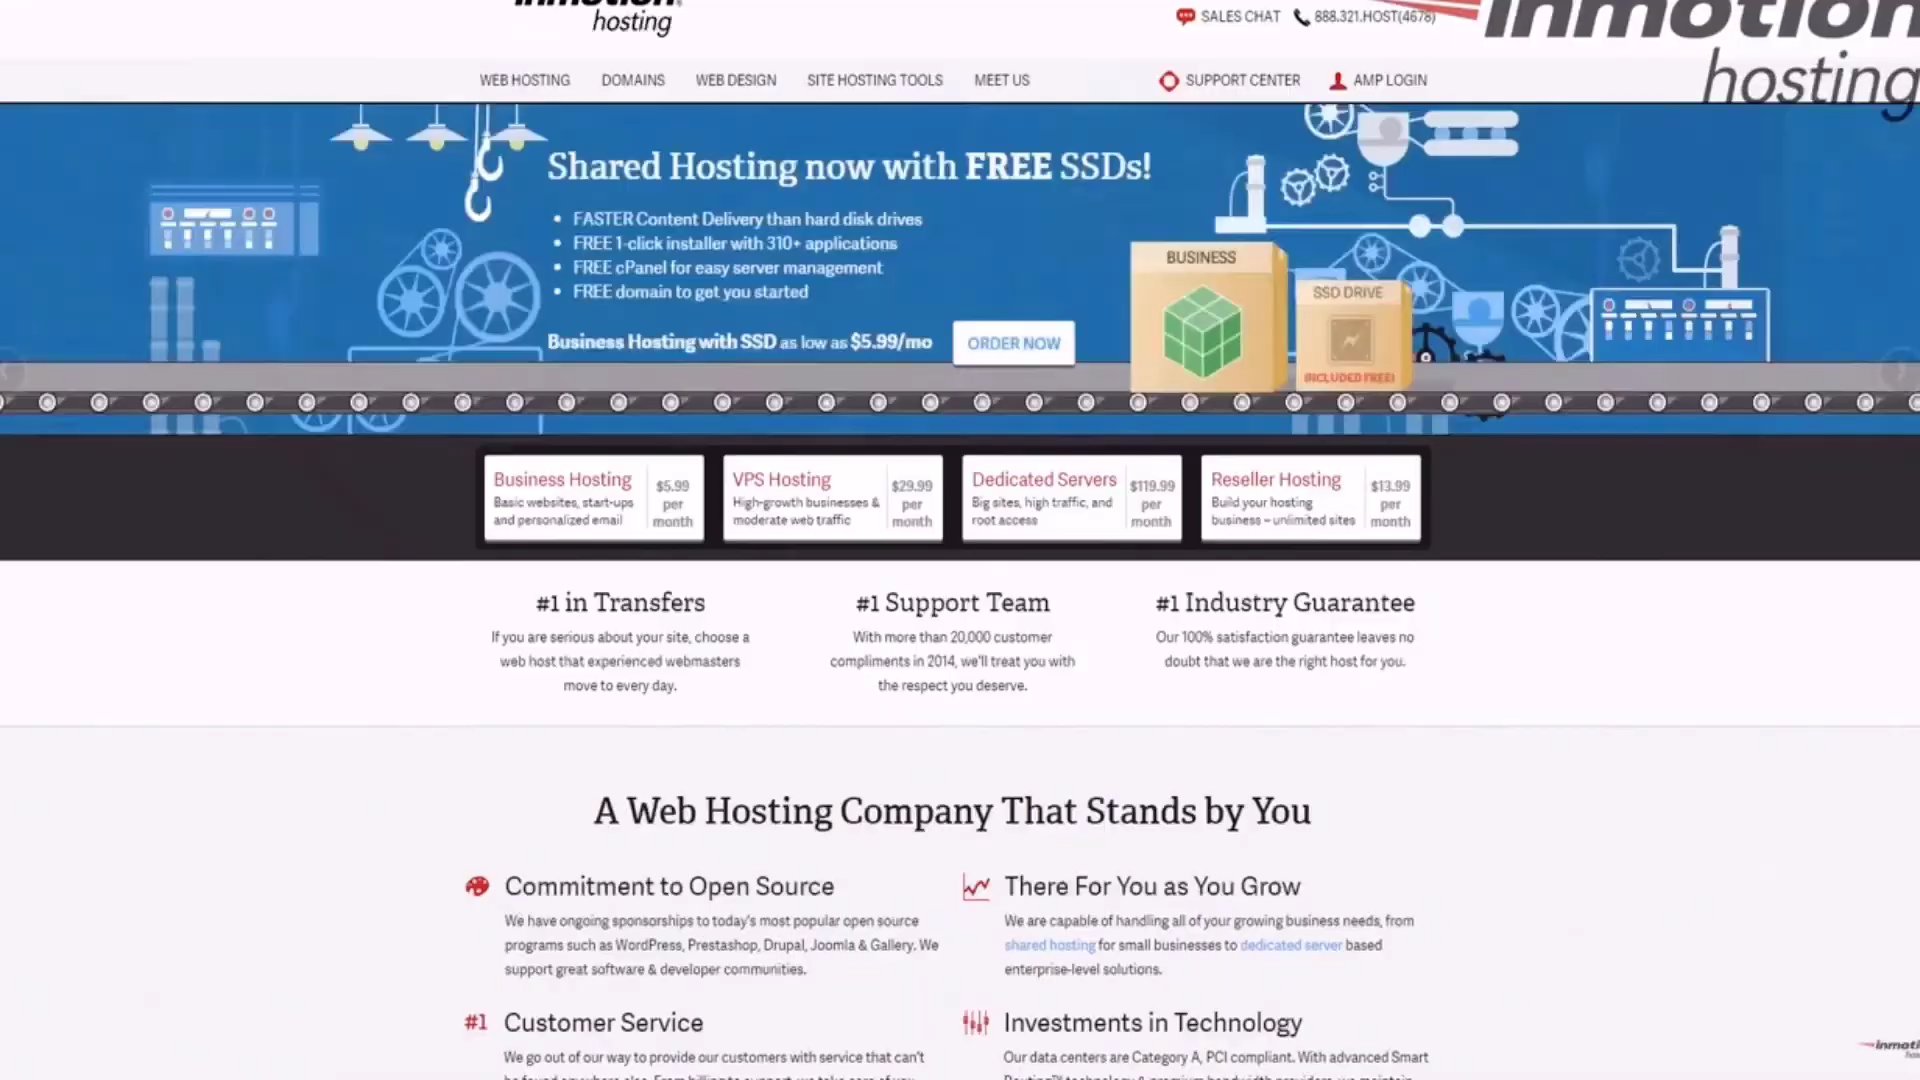 inmotion
hosting
SALES CHAT
888.321.HOST(4678)
inmotion
hosting
WEB HOSTING
DOMAINS
WEB DESIGN
SITE HOSTING TOOLS
MEET US
SUPPORT CENTER
AMP LOGIN
Shared Hosting now with FREE SSDs!
• FASTER Content Delivery than hard disk drives
• FREE 1-click installer with 310+ applications
• FREE cPanel for easy server management
• FREE domain to get you started
Business Hosting with SSD as low as $5.99/mo
ORDER NOW
BUSINESS
SSD DRIVE
INCLUDED FREE!
Business Hosting
Basic websites, start-ups
and personalized email
$5.99
per
month
VPS Hosting
High-growth businesses &
moderate web traffic
$29.99
per
month
Dedicated Servers
Big sites, high traffic, and
root access
$119.99
per
month
Reseller Hosting
Build your hosting
business – unlimited sites
$13.99
per
month
#1 in Transfers
If you are serious about your site, choose a
web host that experienced webmasters
move to every day.
#1 Support Team
With more than 20,000 customer
compliments in 2014, we'll treat you with
the respect you deserve.
#1 Industry Guarantee
Our 100% satisfaction guarantee leaves no
doubt that we are the right host for you.
A Web Hosting Company That Stands by You
Commitment to Open Source
We have ongoing sponsorships to today's most popular open source
programs such as WordPress, Prestashop, Drupal, Joomla & Gallery. We
support great software & developer communities.
There For You as You Grow
We are capable of handling all of your growing business needs, from
shared hosting for small businesses to dedicated server based
enterprise-level solutions.
#1 Customer Service
We go out of our way to provide our customers with service that can't
Investments in Technology
Our data centers are Category A, PCI compliant. With advanced Smart